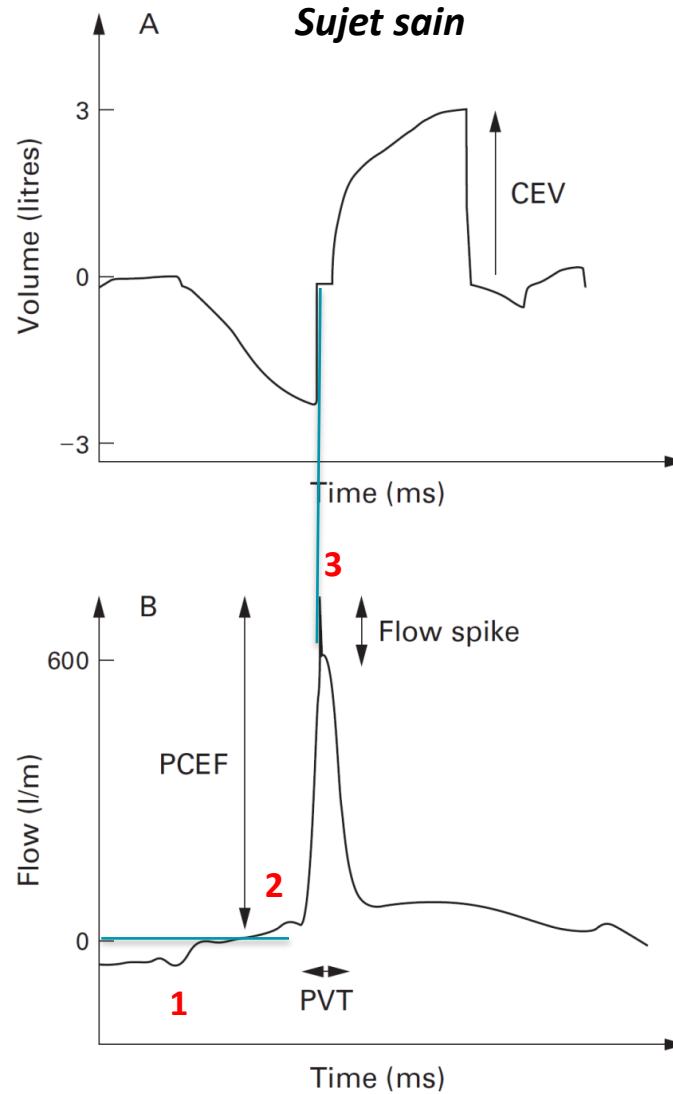 A
Sujet sain
Volume (litres)
3
0
−3
CEV
Time (ms)
3
B
Flow (l/m)
600
0
PCEF
Flow spike
2
1
PVT
Time (ms)